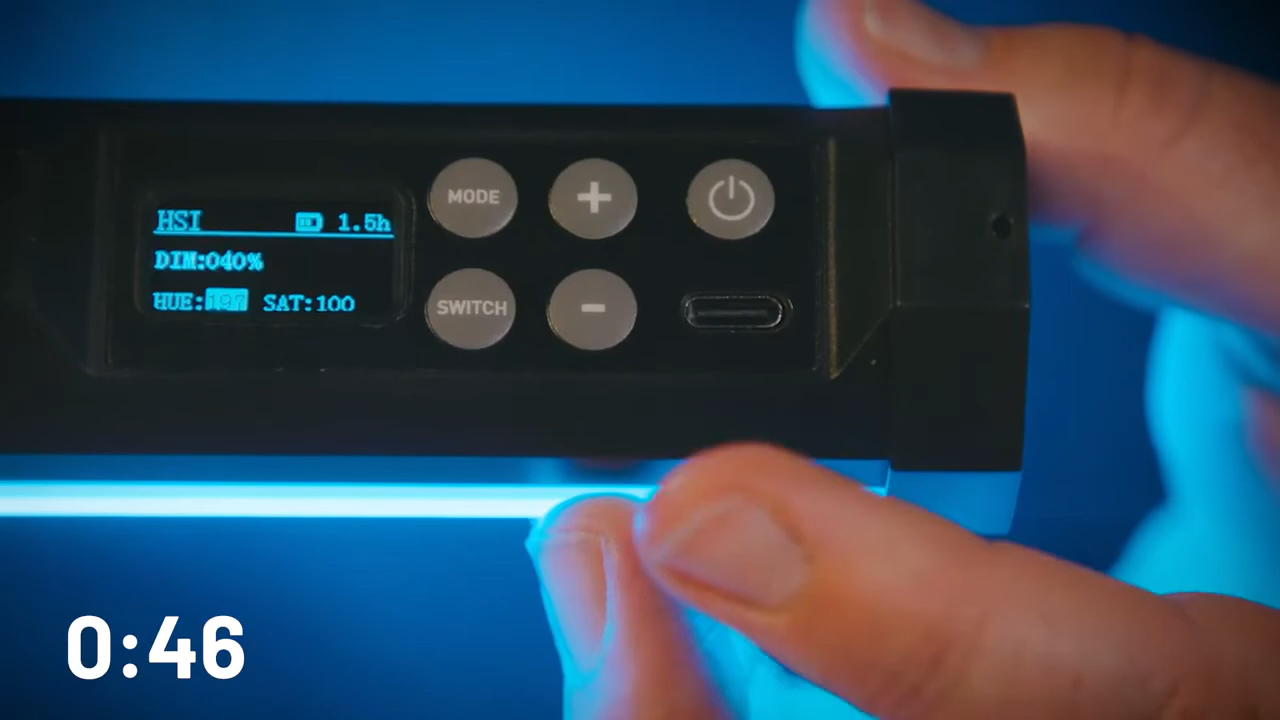 HSI 1.5h
DIM:040%
HUE:197 SAT:100
MODE
+
SWITCH
-
0:46